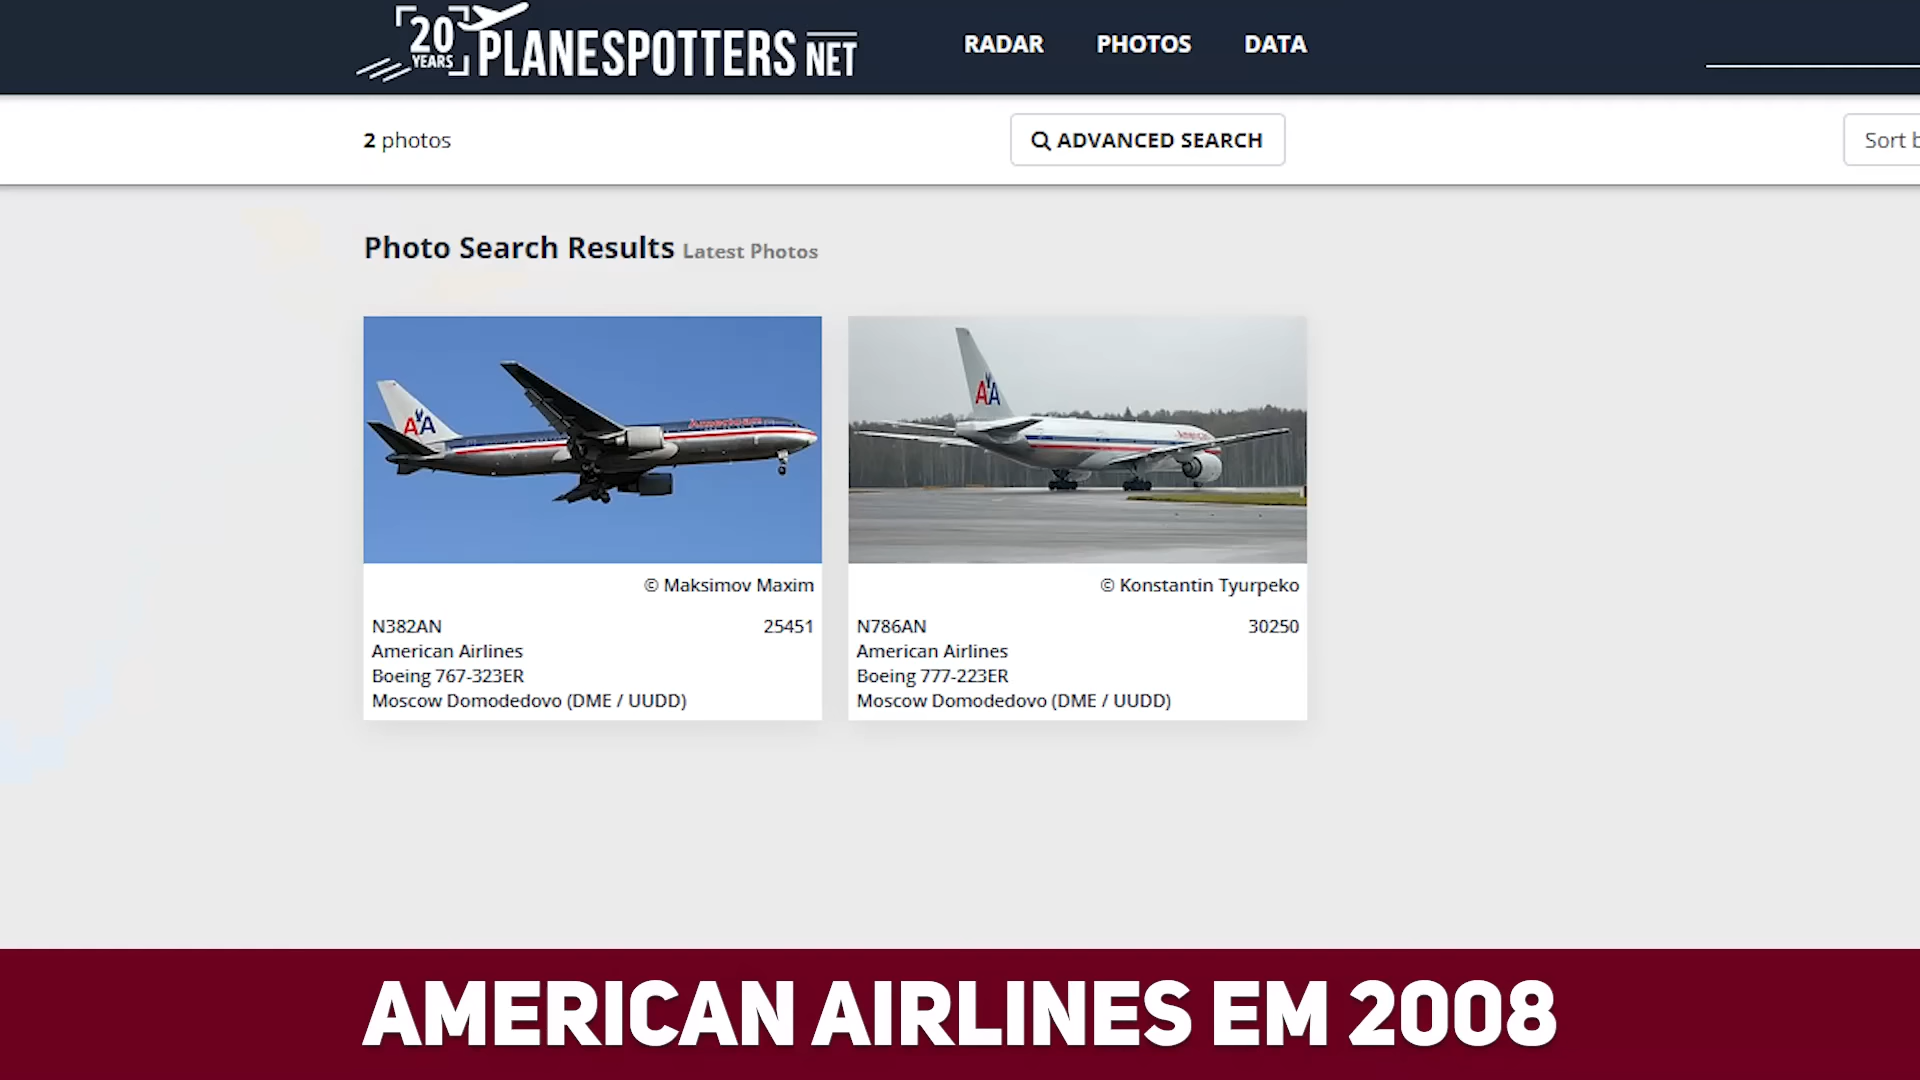 20 YEARS PLANESPOTTERS NET
RADAR PHOTOS DATA
2 photos
ADVANCED SEARCH
Sort b
Photo Search Results Latest Photos
AA American
AA American
© Maksimov Maxim
N382AN 25451
American Airlines
Boeing 767-323ER
Moscow Domodedovo (DME / UUDD)
© Konstantin Tyurpeko
N786AN 30250
American Airlines
Boeing 777-223ER
Moscow Domodedovo (DME / UUDD)
AMERICAN AIRLINES EM 2008